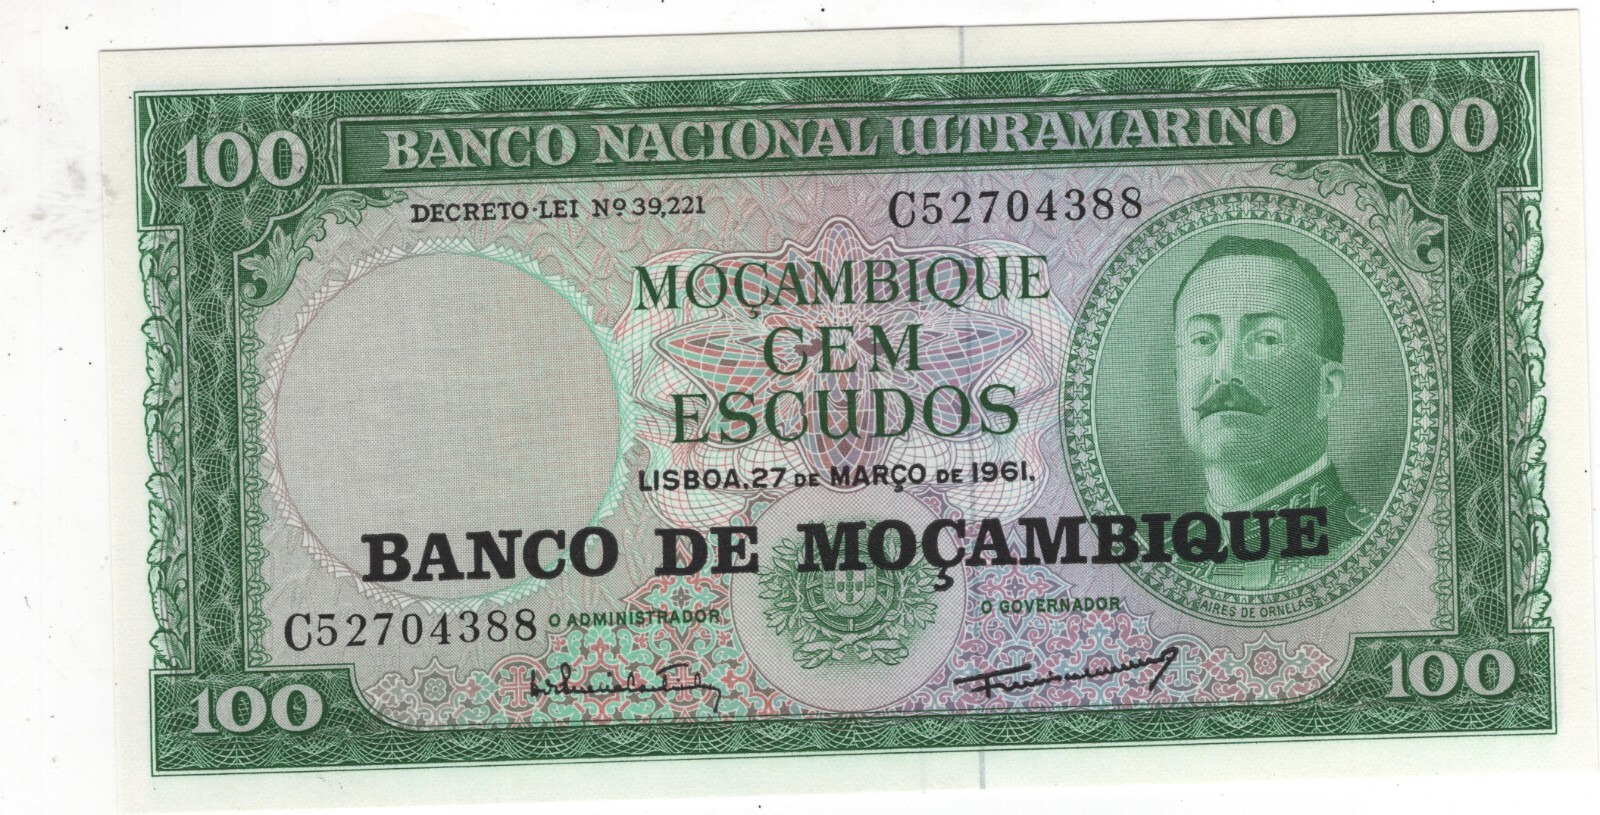 100 BANCO NACIONAL ULTRAMARINO 100
DECRETO-LEI Nº 39,221 C52704388
MOÇAMBIQUE
CEM
ESCUDOS
LISBOA, 27 DE MARÇO DE 1961.
BANCO DE MOÇAMBIQUE
C52704388 O ADMINISTRADOR O GOVERNADOR AIRES DE ORNELAS
100 100